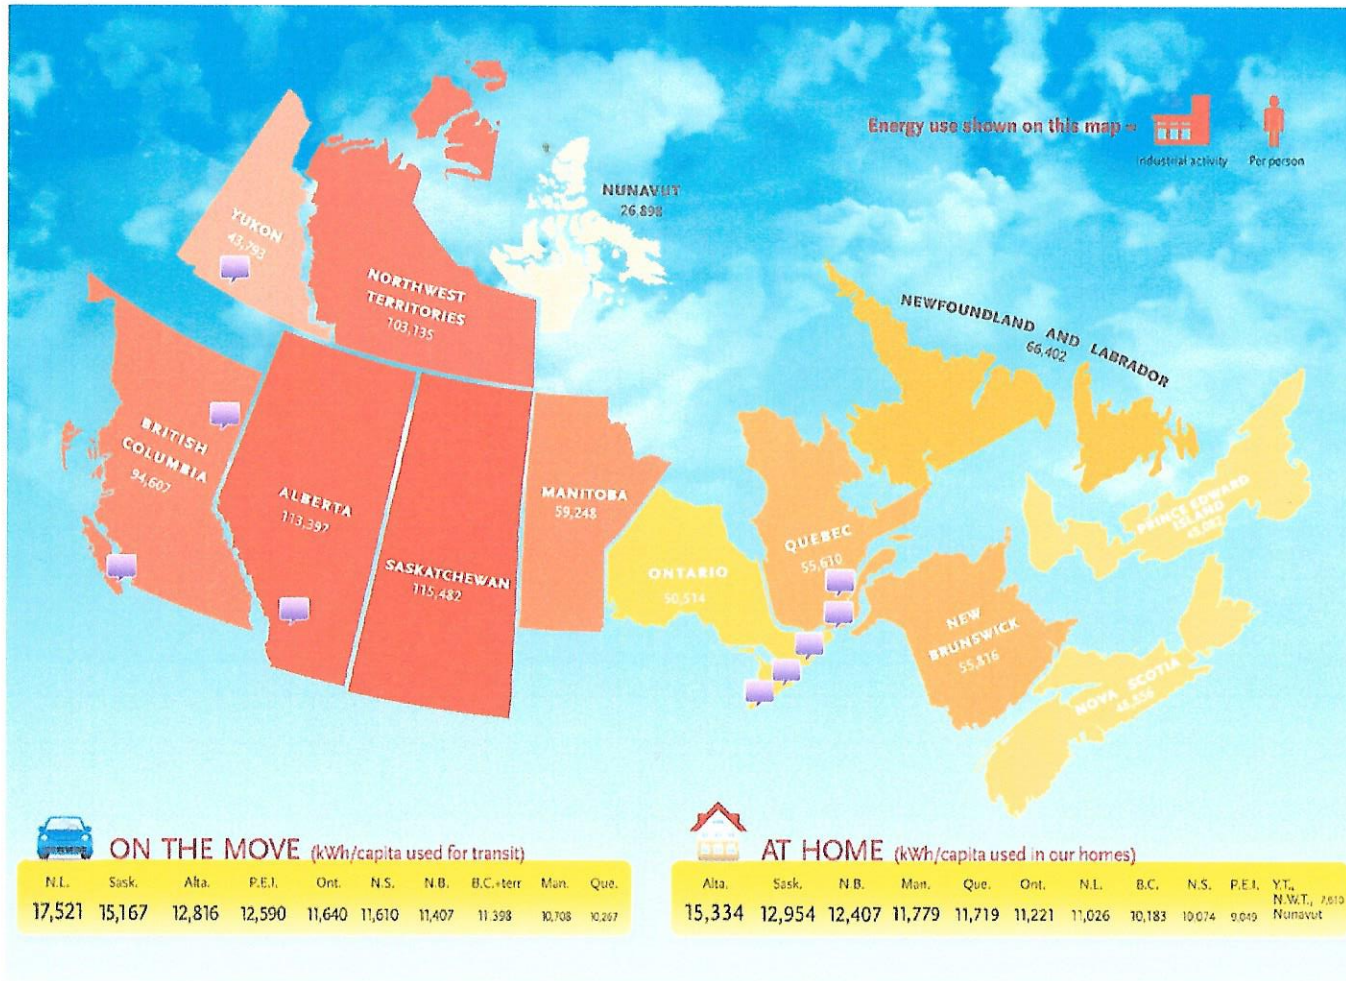 Energy use shown on this map =
Industrial activity
Per person
NUNAVUT
26,898
YUKON
43,793
NORTHWEST
TERRITORIES
103,135
NEWFOUNDLAND AND LABRADOR
66,402
BRITISH
COLUMBIA
94,607
ALBERTA
113,397
SASKATCHEWAN
115,482
MANITOBA
59,248
ONTARIO
50,514
QUEBEC
55,610
PRINCE EDWARD
ISLAND
NEW
BRUNSWICK
55,816
NOVA SCOTIA
48,856
ON THE MOVE (kWh/capita used for transit)
N.L. Sask. Alta. P.E.I. Ont. N.S. N.B. B.C.+terr Man. Que.
17,521 15,167 12,816 12,590 11,640 11,610 11,407 11.398 10,708 10,267
AT HOME (kWh/capita used in our homes)
Alta. Sask. N.B. Man. Que. Ont. N.L. B.C. N.S. P.E.I. Y.T.,
N.W.T., 7,610
15,334 12,954 12,407 11,779 11,719 11,221 11,026 10,183 10.074 9.049 Nunavut